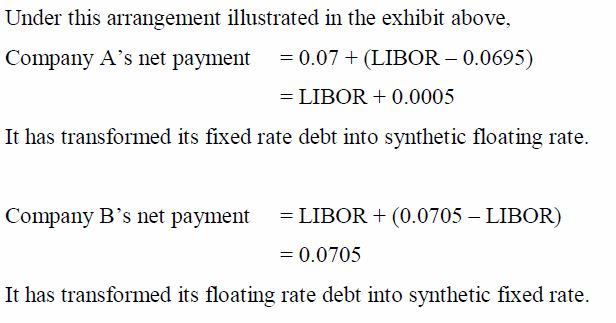 Under this arrangement illustrated in the exhibit above,
Company A's net payment = 0.07 + (LIBOR – 0.0695)
= LIBOR + 0.0005
It has transformed its fixed rate debt into synthetic floating rate.
Company B's net payment = LIBOR + (0.0705 – LIBOR)
= 0.0705
It has transformed its floating rate debt into synthetic fixed rate.